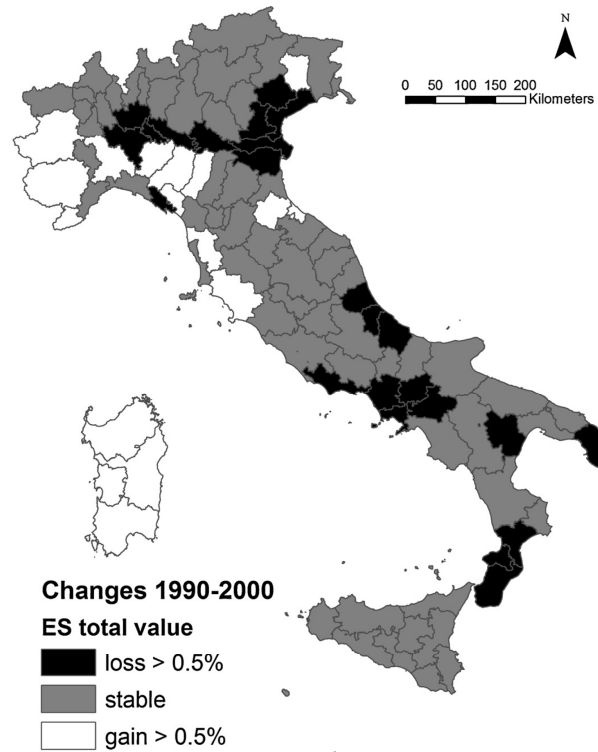 N
0 50 100 150 200
Kilometers
Changes 1990-2000
ES total value
loss > 0.5%
stable
gain > 0.5%